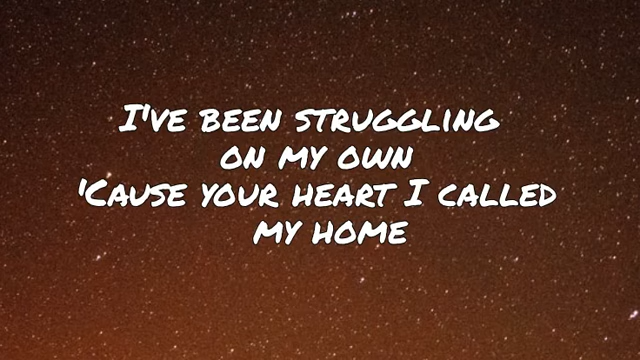 I've been struggling
on my own
'Cause your heart I called
my home